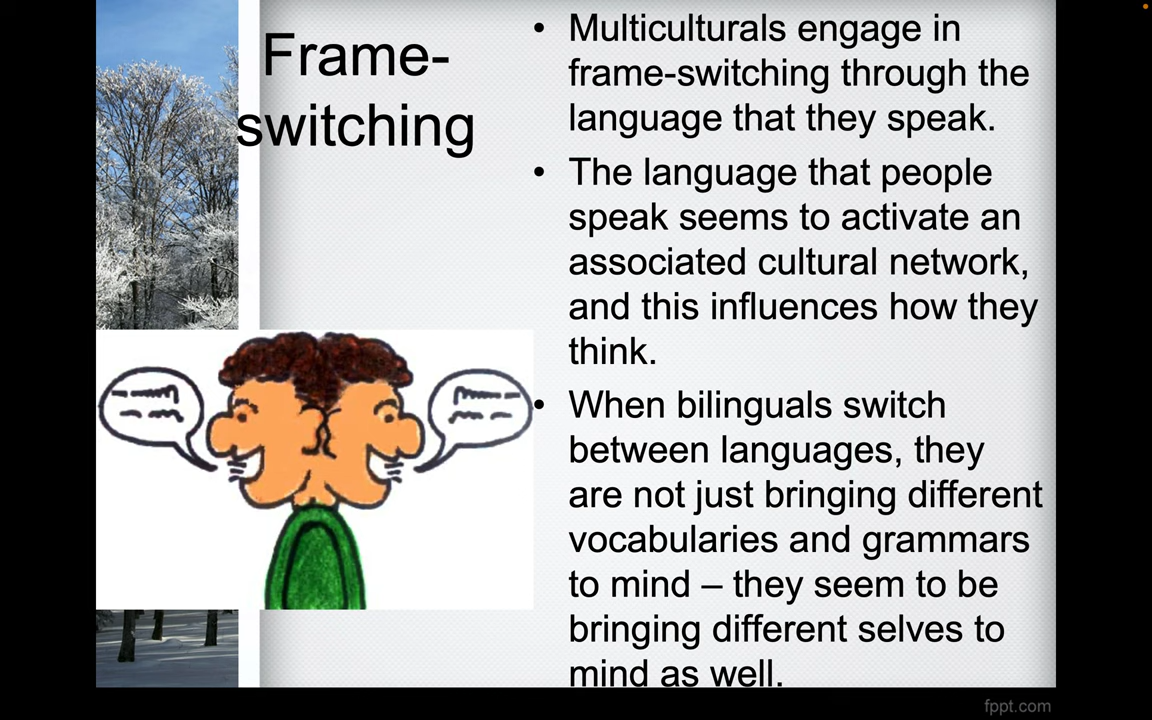 Frame-
switching
• Multiculturals engage in
frame-switching through the
language that they speak.
• The language that people
speak seems to activate an
associated cultural network,
and this influences how they
think.
• When bilinguals switch
between languages, they
are not just bringing different
vocabularies and grammars
to mind – they seem to be
bringing different selves to
mind as well.
fppt.com